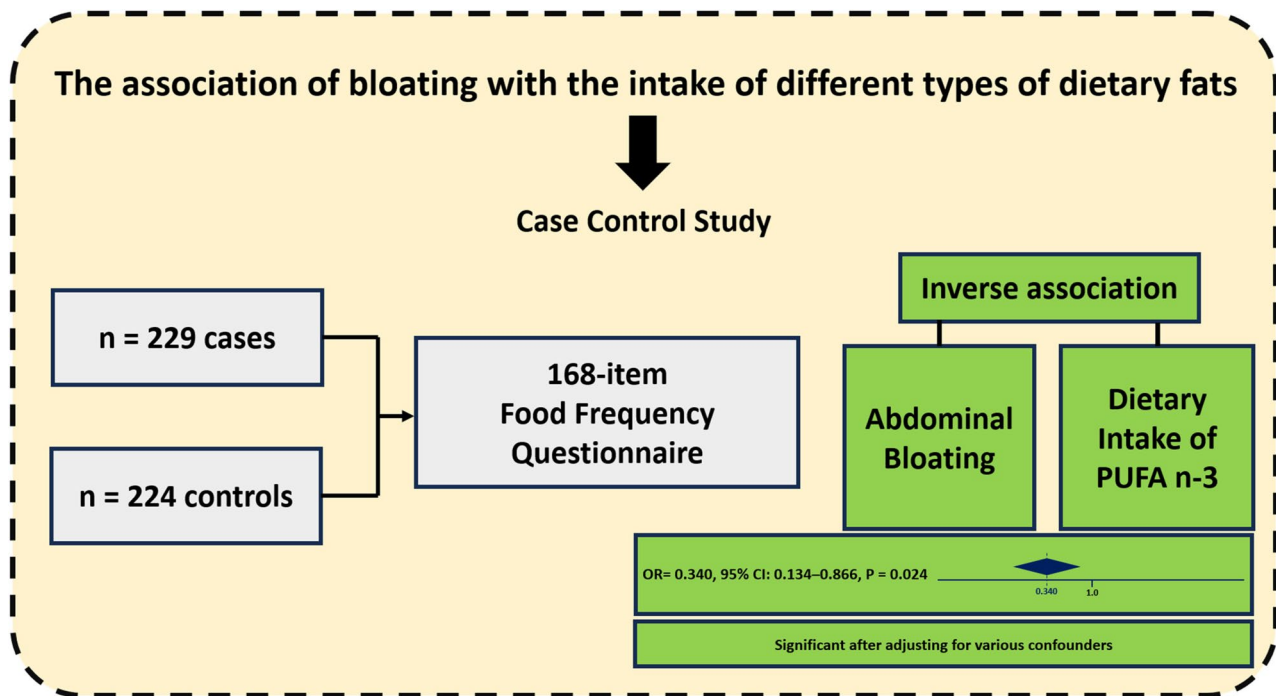 The association of bloating with the intake of different types of dietary fats
Case Control Study
n = 229 cases
n = 224 controls
168-item
Food Frequency
Questionnaire
Inverse association
Abdominal
Bloating
Dietary
Intake of
PUFA n-3
OR= 0.340, 95% CI: 0.134–0.866, P = 0.024
0.340
1.0
Significant after adjusting for various confounders